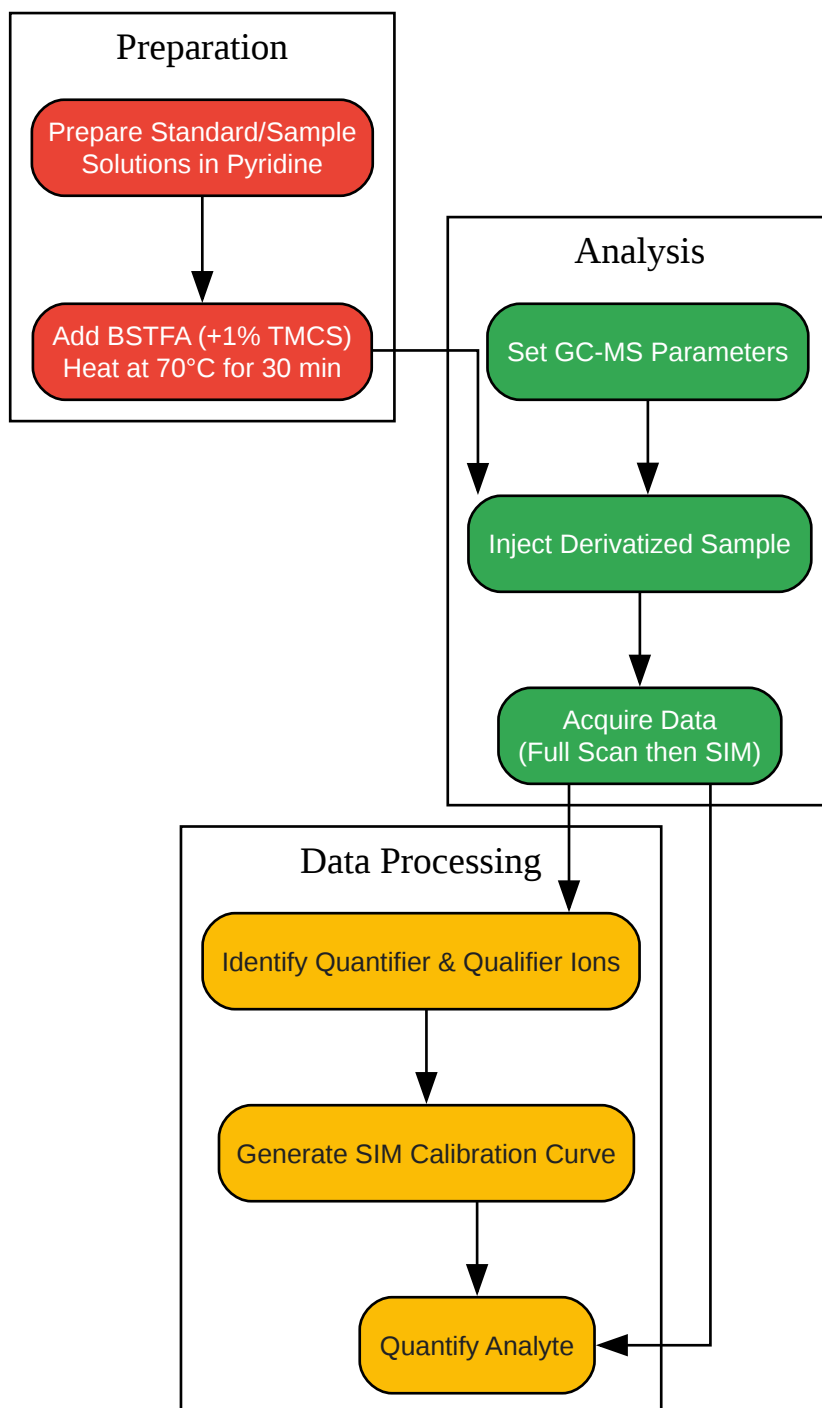 Preparation
Prepare Standard/Sample
Solutions in Pyridine
Add BSTFA (+1% TMCS)
Heat at 70°C for 30 min
Analysis
Set GC-MS Parameters
Inject Derivatized Sample
Acquire Data
(Full Scan then SIM)
Data Processing
Identify Quantifier & Qualifier Ions
Generate SIM Calibration Curve
Quantify Analyte